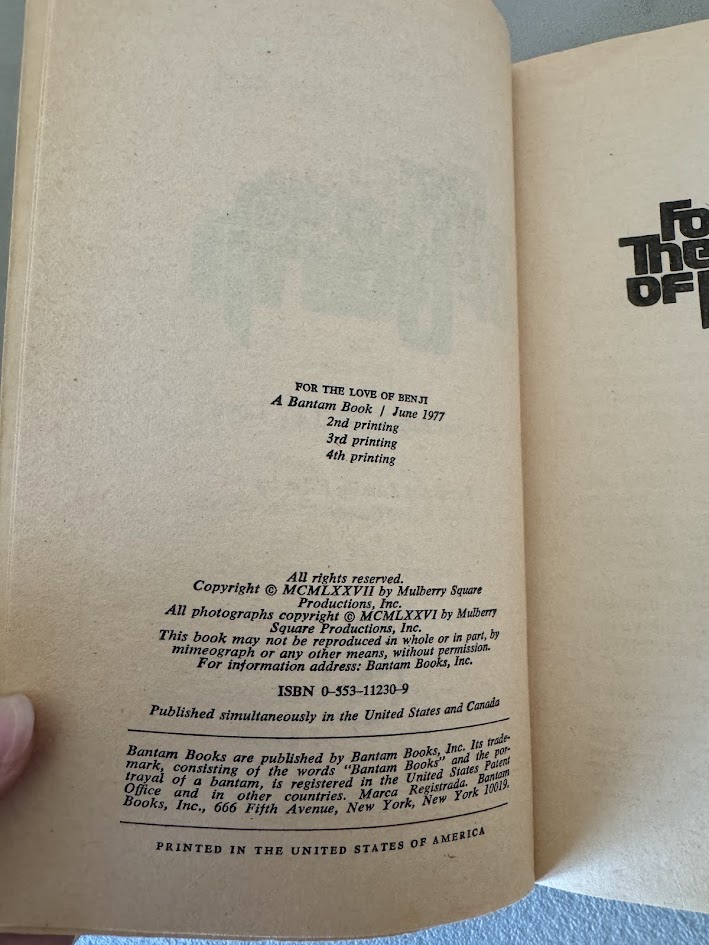 FOR THE LOVE OF BENJI
A Bantam Book / June 1977
2nd printing
3rd printing
4th printing
All rights reserved.
Copyright © MCMLXXVII by Mulberry Square
Productions, Inc.
All photographs copyright © MCMLXXVI by Mulberry
Square Productions, Inc.
This book may not be reproduced in whole or in part, by
mimeograph or any other means, without permission.
For information address: Bantam Books, Inc.
ISBN 0-553-11230-9
Published simultaneously in the United States and Canada
Bantam Books are published by Bantam Books, Inc. Its trade-
mark, consisting of the words "Bantam Books" and the por-
trayal of a bantam, is registered in the United States Patent
Office and in other countries. Marca Registrada. Bantam
Books, Inc., 666 Fifth Avenue, New York, New York 10019.
PRINTED IN THE UNITED STATES OF AMERICA
Fo
The
OF